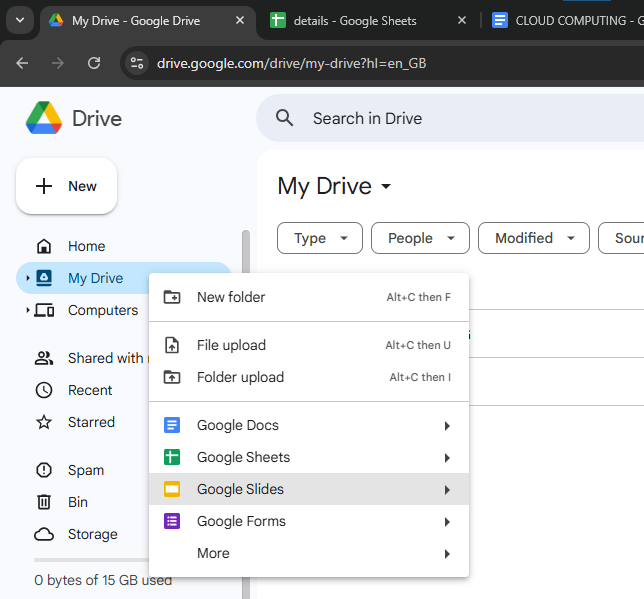 My Drive - Google Drive
details - Google Sheets
CLOUD COMPUTING - G
drive.google.com/drive/my-drive?hl=en_GB
Drive
Search in Drive
New
My Drive
Type
People
Modified
Sour
Home
My Drive
Computers
Shared with
Recent
Starred
Spam
Bin
Storage
0 bytes of 15 GB used
New folder Alt+C then F
File upload Alt+C then U
Folder upload Alt+C then I
Google Docs
Google Sheets
Google Slides
Google Forms
More